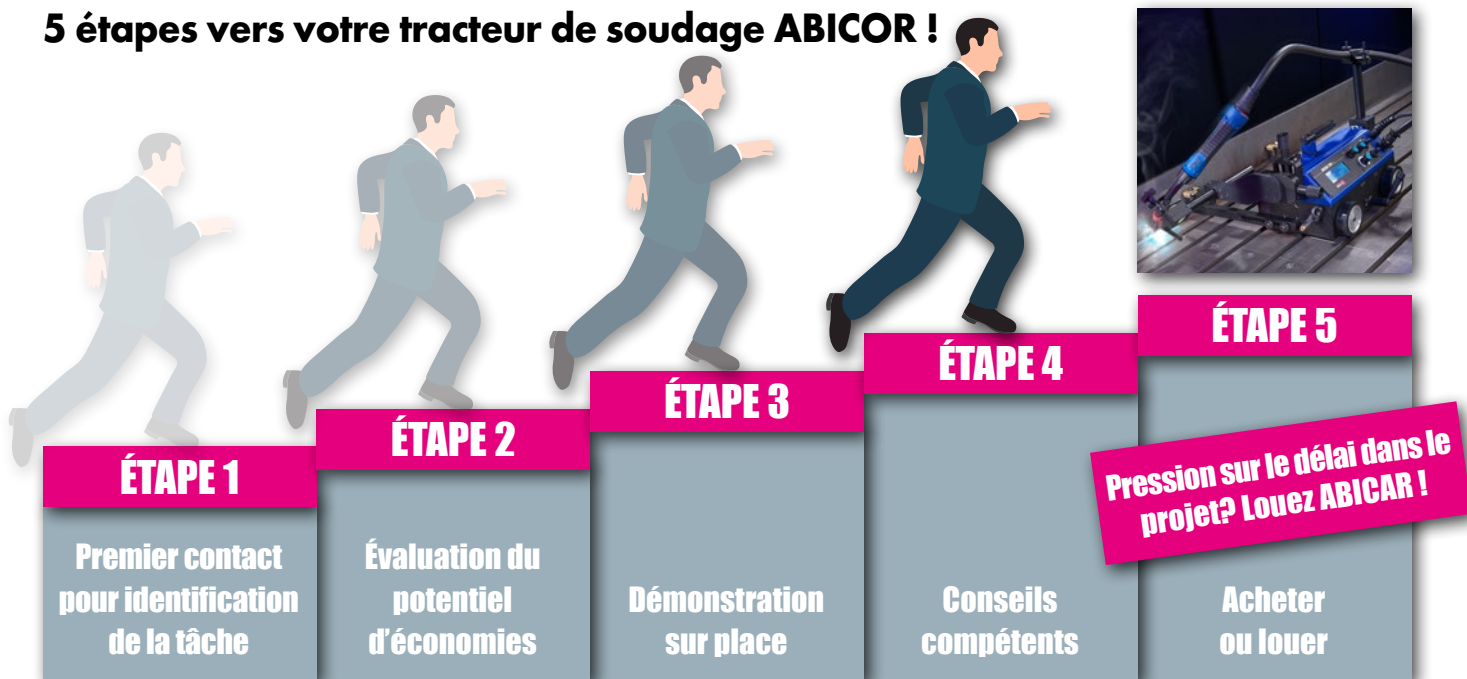 5 étapes vers votre tracteur de soudage ABICOR !
ÉTAPE 1
Premier contact
pour identification
de la tâche
ÉTAPE 2
Évaluation du
potentiel
d'économies
ÉTAPE 3
Démonstration
sur place
ÉTAPE 4
Conseils
compétents
ÉTAPE 5
Pression sur le délai dans le
projet? Louez ABICAR !
Acheter
ou louer